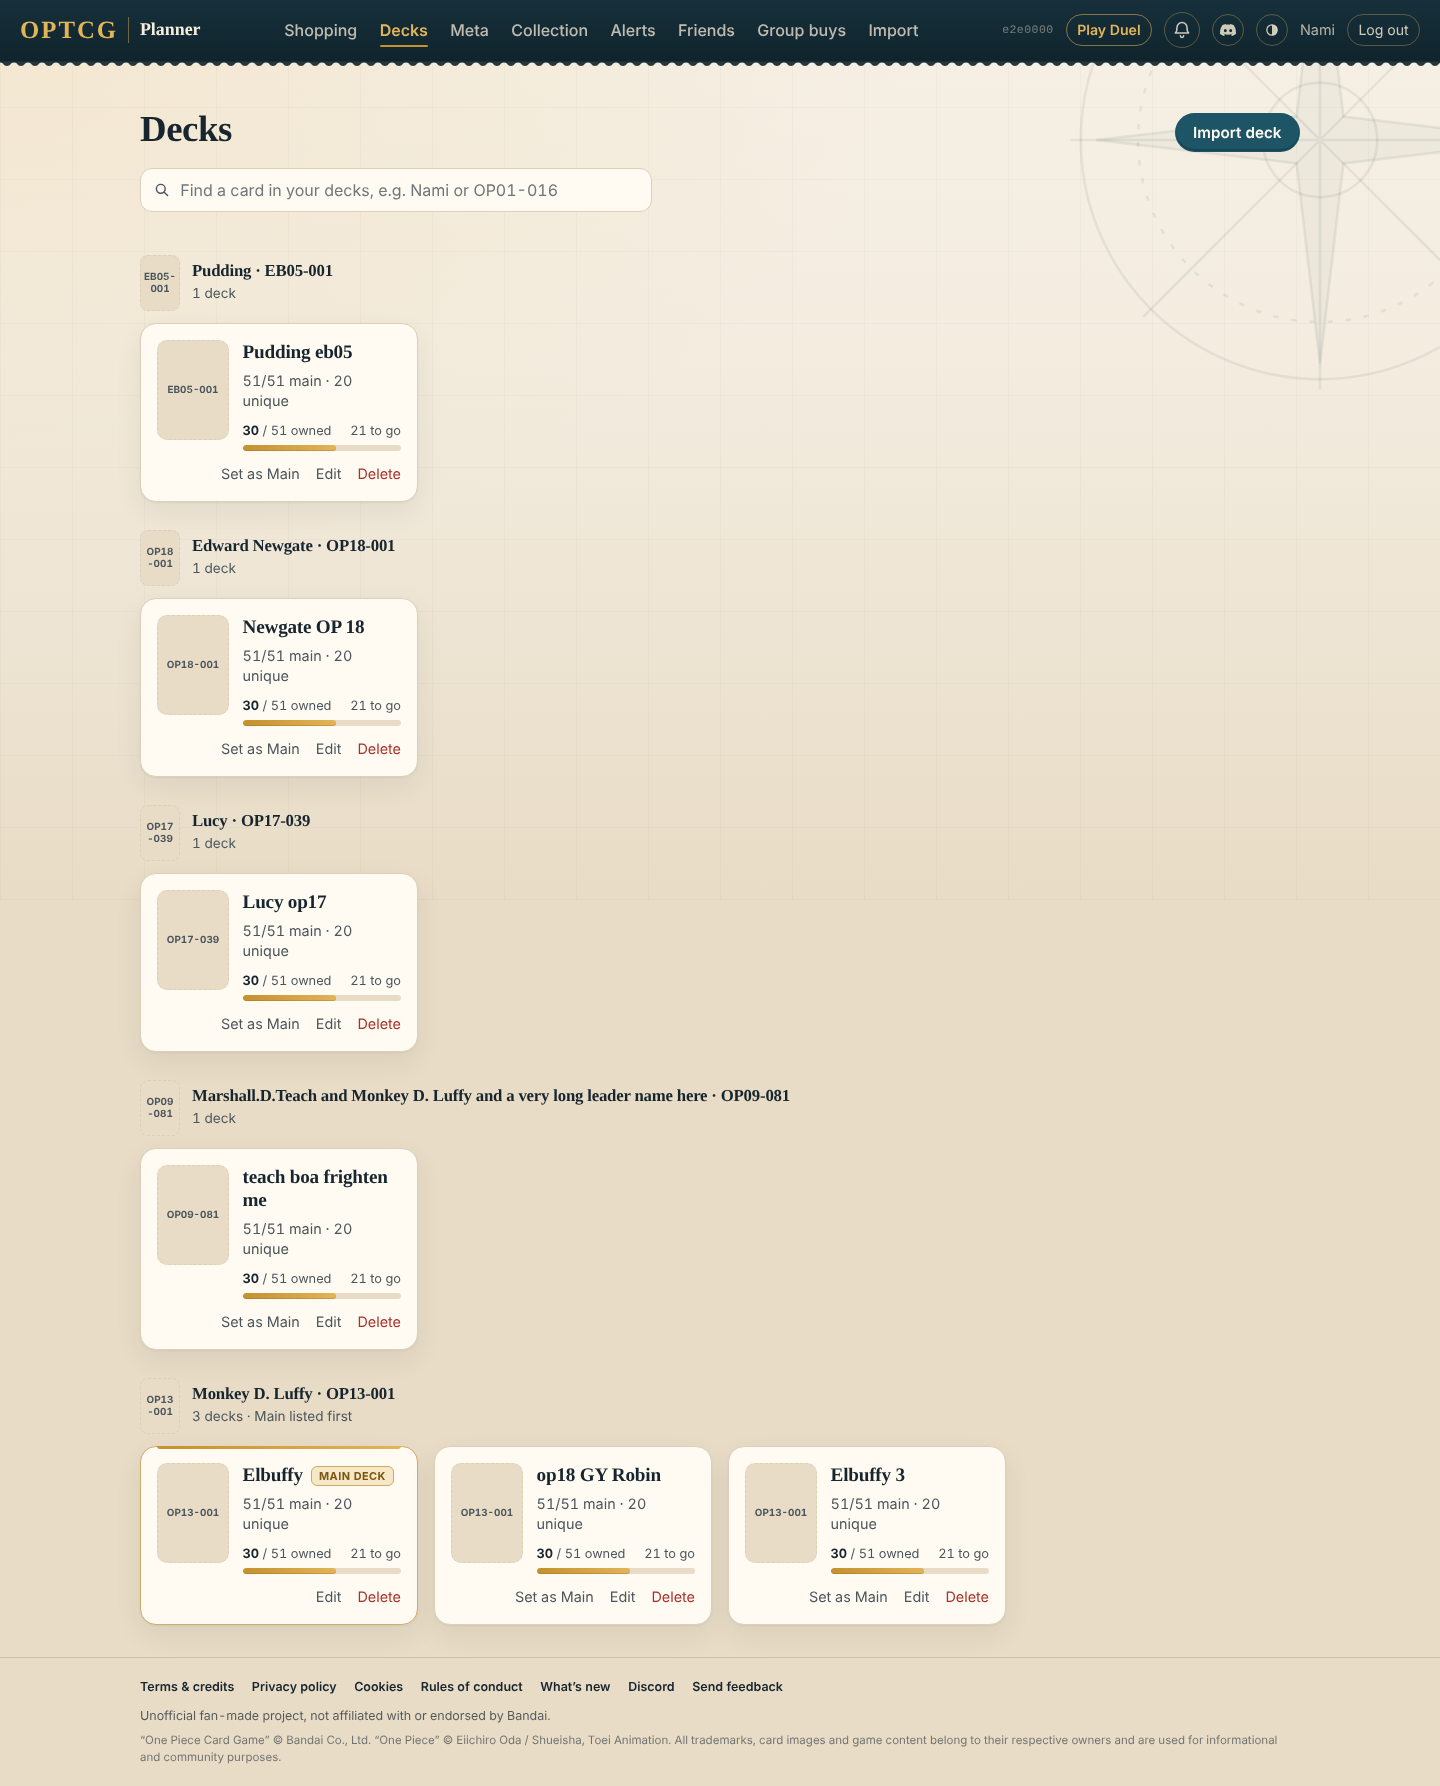 OPTCG Planner Shopping Decks Meta Collection Alerts Friends Group buys Import e2e0000 Play Duel Nami Log out
Decks
Import deck
Find a card in your decks, e.g. Nami or OP01-016
EB05-
001
Pudding · EB05-001
1 deck
EB05-001
Pudding eb05
51/51 main · 20
unique
30 / 51 owned 21 to go
Set as Main Edit Delete
OP18
-001
Edward Newgate · OP18-001
1 deck
OP18-001
Newgate OP 18
51/51 main · 20
unique
30 / 51 owned 21 to go
Set as Main Edit Delete
OP17
-039
Lucy · OP17-039
1 deck
OP17-039
Lucy op17
51/51 main · 20
unique
30 / 51 owned 21 to go
Set as Main Edit Delete
OP09
-081
Marshall.D.Teach and Monkey D. Luffy and a very long leader name here · OP09-081
1 deck
OP09-081
teach boa frighten
me
51/51 main · 20
unique
30 / 51 owned 21 to go
Set as Main Edit Delete
OP13
-001
Monkey D. Luffy · OP13-001
3 decks · Main listed first
OP13-001
Elbuffy MAIN DECK
51/51 main · 20
unique
30 / 51 owned 21 to go
Edit Delete
OP13-001
op18 GY Robin
51/51 main · 20
unique
30 / 51 owned 21 to go
Set as Main Edit Delete
OP13-001
Elbuffy 3
51/51 main · 20
unique
30 / 51 owned 21 to go
Set as Main Edit Delete
Terms & credits Privacy policy Cookies Rules of conduct What’s new Discord Send feedback
Unofficial fan-made project, not affiliated with or endorsed by Bandai.
“One Piece Card Game” © Bandai Co., Ltd. “One Piece” © Eiichiro Oda / Shueisha, Toei Animation. All trademarks, card images and game content belong to their respective owners and are used for informational
and community purposes.